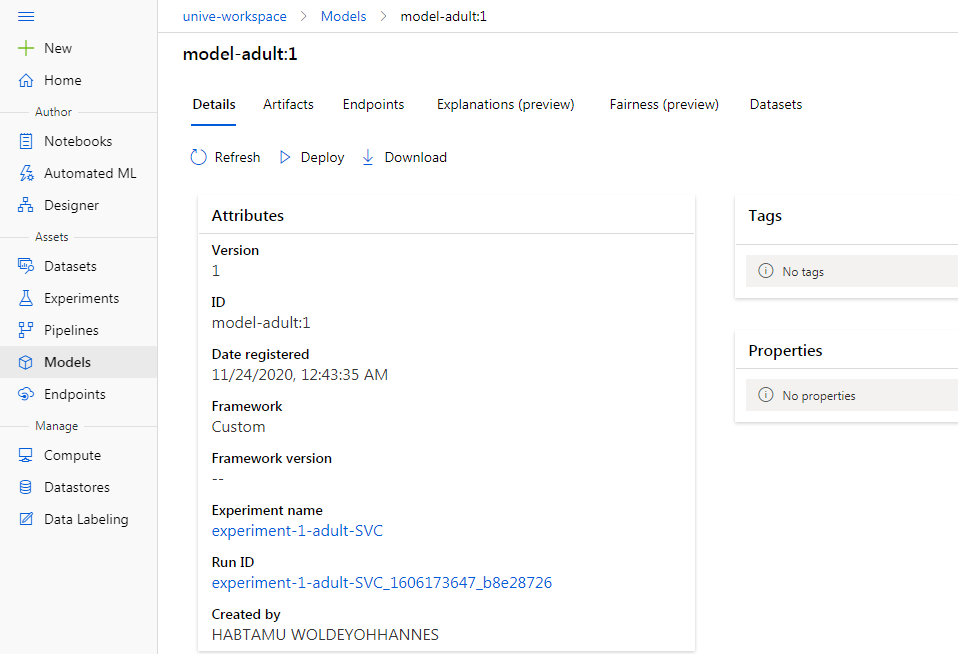 unive-workspace > Models > model-adult:1
New
Home
Author
Notebooks
Automated ML
Designer
Assets
Datasets
Experiments
Pipelines
Models
Endpoints
Manage
Compute
Datastores
Data Labeling
model-adult:1
Details Artifacts Endpoints Explanations (preview) Fairness (preview) Datasets
Refresh Deploy Download
Attributes
Version
1
ID
model-adult:1
Date registered
11/24/2020, 12:43:35 AM
Framework
Custom
Framework version
--
Experiment name
experiment-1-adult-SVC
Run ID
experiment-1-adult-SVC_1606173647_b8e28726
Created by
HABTAMU WOLDEYOHHANNES
Tags
No tags
Properties
No properties